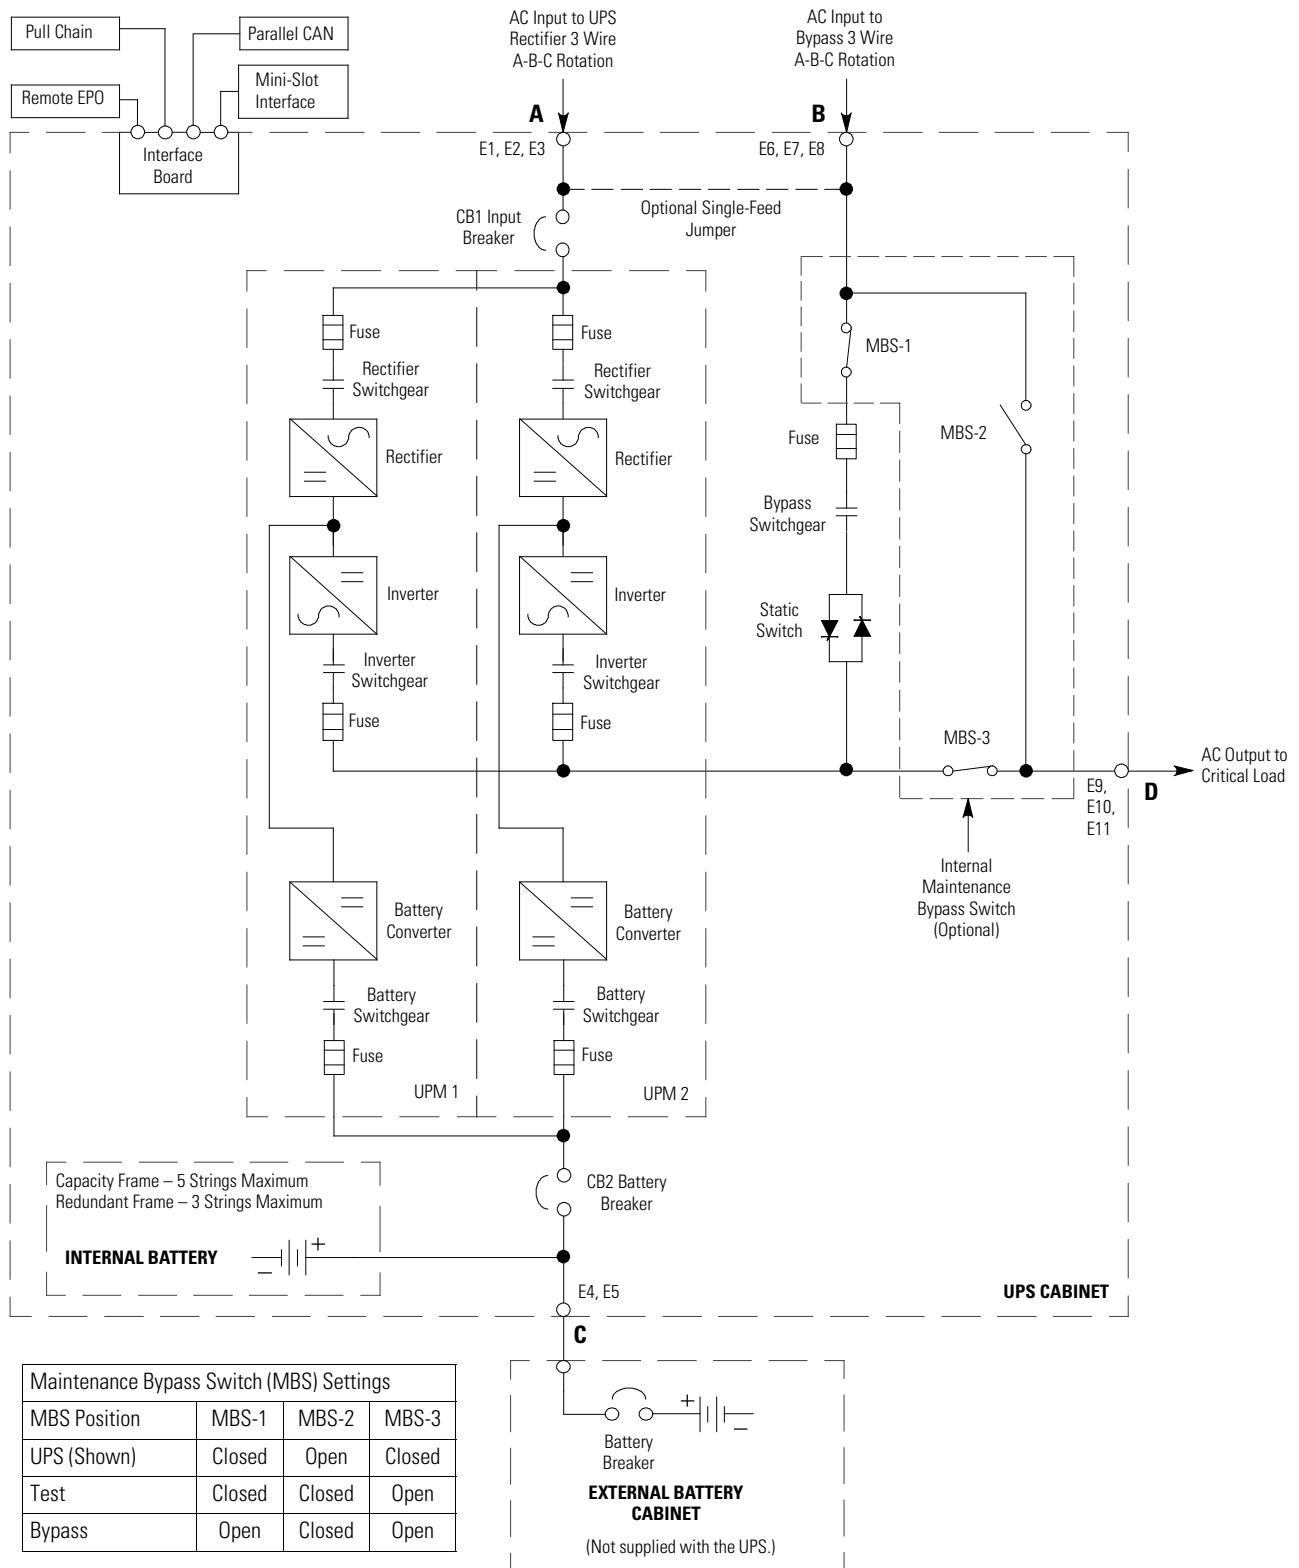 AC Input to UPS
Rectifier 3 Wire
A-B-C Rotation
AC Input to
Bypass 3 Wire
A-B-C Rotation
Pull Chain
Parallel CAN
Remote EPO
Mini-Slot
Interface
Interface
Board
A
B
E1, E2, E3
E6, E7, E8
Optional Single-Feed
Jumper
CB1 Input
Breaker
Fuse
Fuse
MBS-1
Rectifier
Switchgear
Rectifier
Switchgear
MBS-2
Fuse
Rectifier
Rectifier
Bypass
Switchgear
Inverter
Inverter
Static
Switch
Inverter
Switchgear
Inverter
Switchgear
Fuse
Fuse
MBS-3
AC Output to
Critical Load
E9,
E10,
E11
D
Internal
Maintenance
Bypass Switch
(Optional)
Battery
Converter
Battery
Converter
Battery
Switchgear
Battery
Switchgear
Fuse
Fuse
UPM 1
UPM 2
Capacity Frame – 5 Strings Maximum
Redundant Frame – 3 Strings Maximum
CB2 Battery
Breaker
INTERNAL BATTERY
+
–
E4, E5
UPS CABINET
C
Maintenance Bypass Switch (MBS) Settings
MBS Position MBS-1 MBS-2 MBS-3
UPS (Shown) Closed Open Closed
Test Closed Closed Open
Bypass Open Closed Open
+
–
Battery
Breaker
EXTERNAL BATTERY
CABINET
(Not supplied with the UPS.)